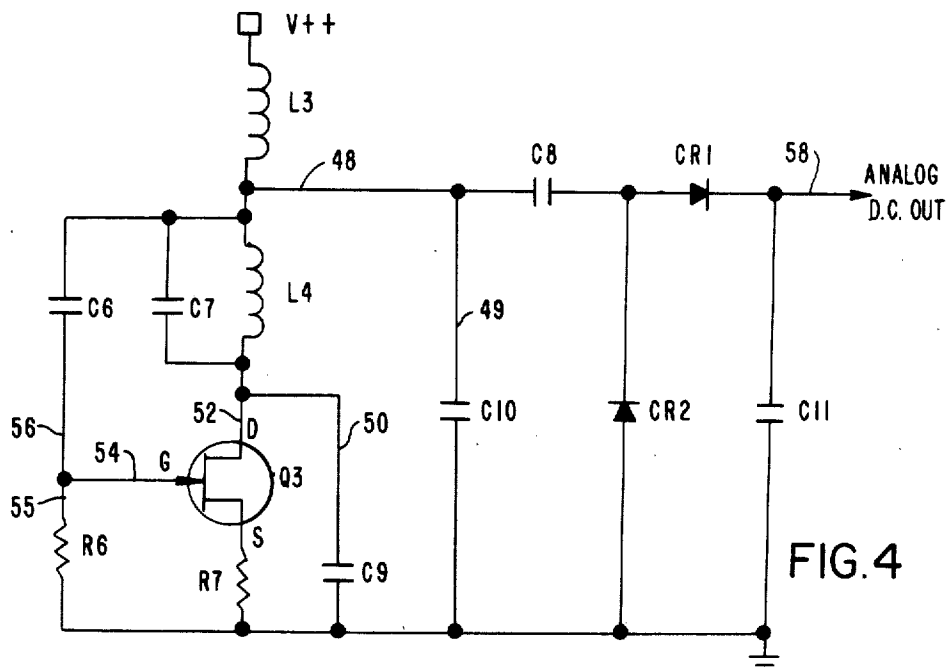 V++
L3
48
C8
CR1
58
ANALOG
D.C. OUT
C6
C7
L4
49
56
54
G
52
D
50
C10
CR2
C11
55
Q3
S
R6
R7
C9
FIG.4